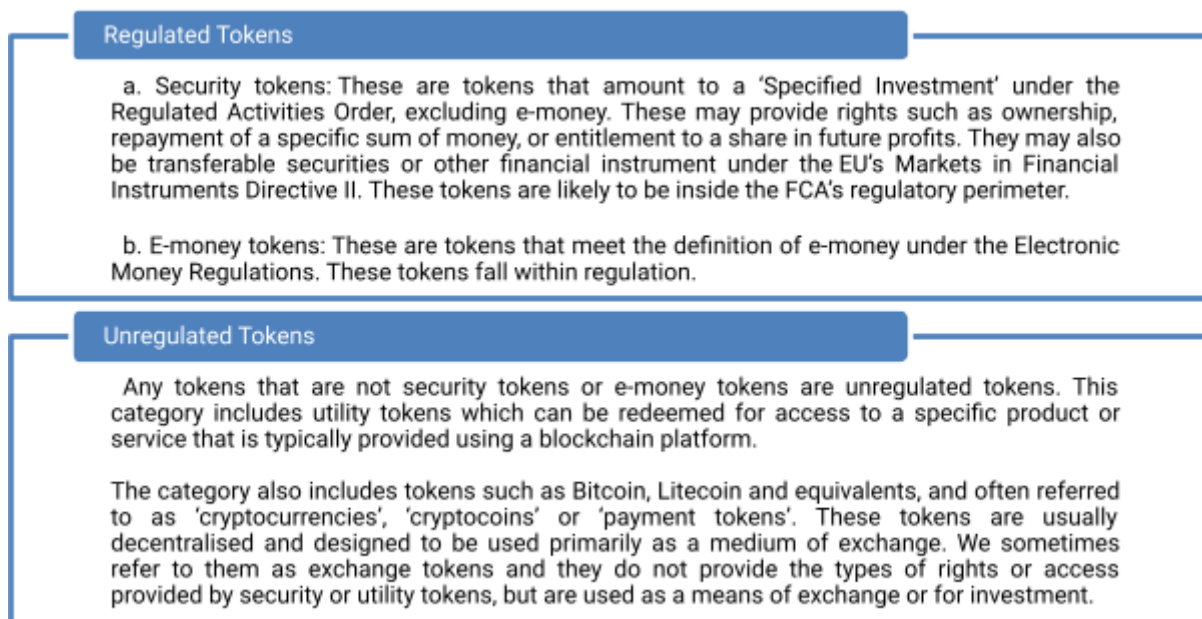 Regulated Tokens
a. Security tokens: These are tokens that amount to a ‘Specified Investment’ under the
Regulated Activities Order, excluding e-money. These may provide rights such as ownership,
repayment of a specific sum of money, or entitlement to a share in future profits. They may also
be transferable securities or other financial instrument under the EU’s Markets in Financial
Instruments Directive II. These tokens are likely to be inside the FCA’s regulatory perimeter.
b. E-money tokens: These are tokens that meet the definition of e-money under the Electronic
Money Regulations. These tokens fall within regulation.
Unregulated Tokens
Any tokens that are not security tokens or e-money tokens are unregulated tokens. This
category includes utility tokens which can be redeemed for access to a specific product or
service that is typically provided using a blockchain platform.
The category also includes tokens such as Bitcoin, Litecoin and equivalents, and often referred
to as ‘cryptocurrencies’, ‘cryptocoins’ or ‘payment tokens’. These tokens are usually
decentralised and designed to be used primarily as a medium of exchange. We sometimes
refer to them as exchange tokens and they do not provide the types of rights or access
provided by security or utility tokens, but are used as a means of exchange or for investment.